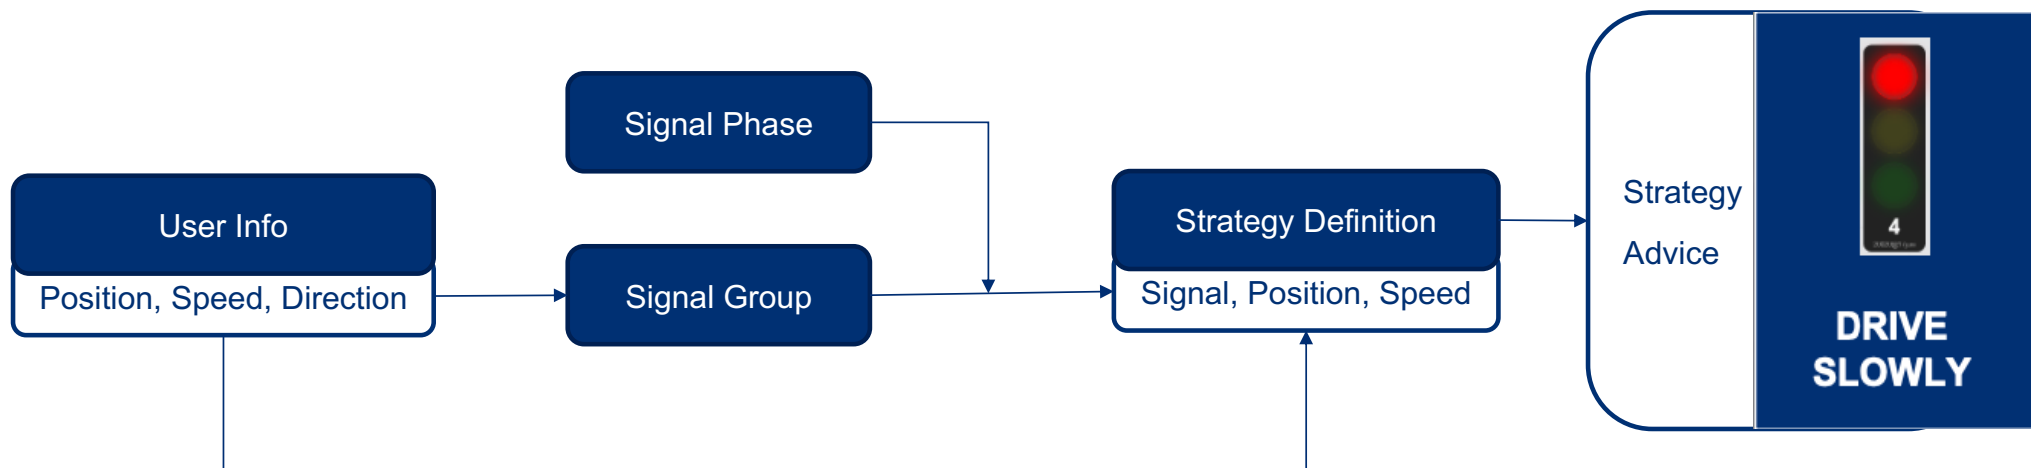 Signal Phase
User Info
Position, Speed, Direction
Signal Group
Strategy Definition
Signal, Position, Speed
Strategy
Advice
4
DRIVE
SLOWLY